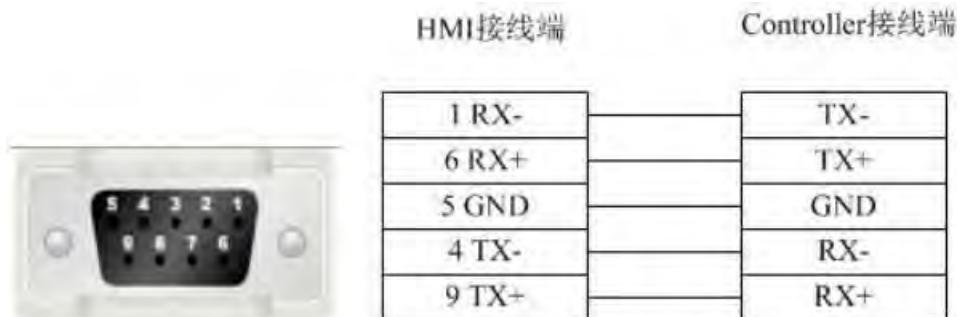 HMI接线端
Controller接线端
1 RX-
TX-
6 RX+
TX+
5 GND
GND
4 TX-
RX-
9 TX+
RX+
5 4 3 2 1
9 8 7 6